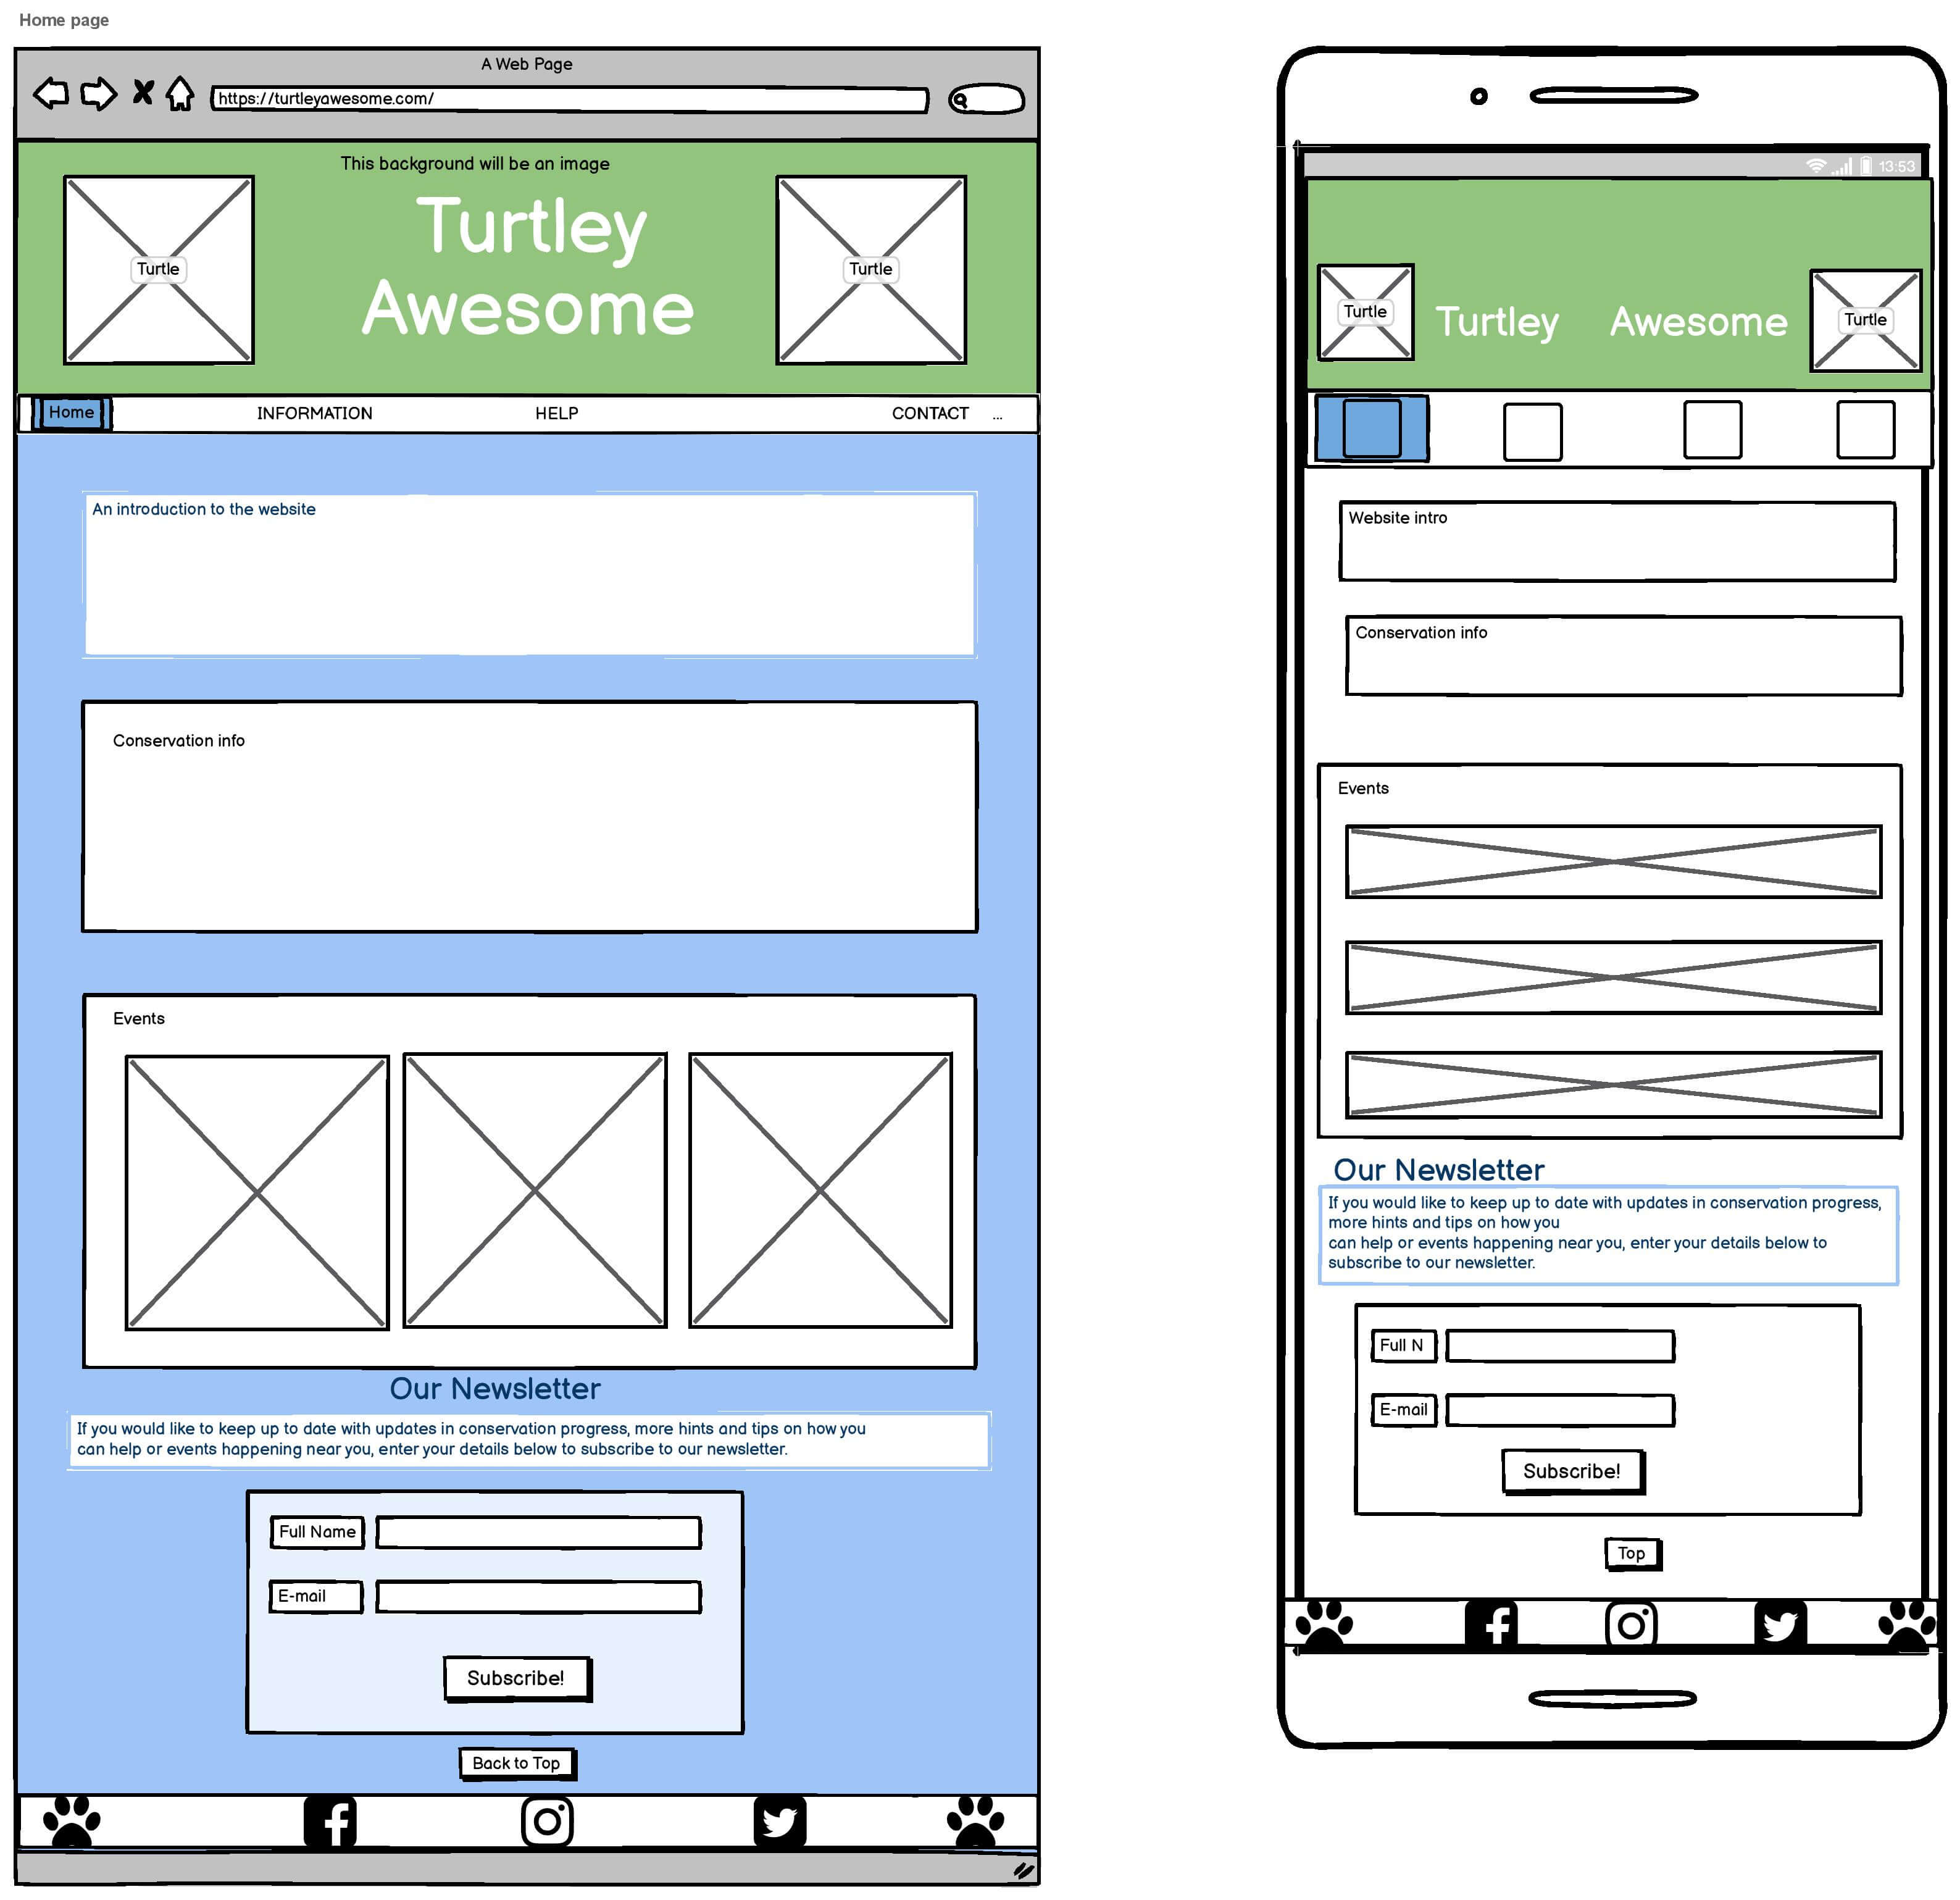 Home page
A Web Page
https://turtleyawesome.com/
This background will be an image
Turtle
Turtley
Awesome
Turtle
Home
INFORMATION
HELP
CONTACT
...
An introduction to the website
Conservation info
Events
Our Newsletter
If you would like to keep up to date with updates in conservation progress, more hints and tips on how you
can help or events happening near you, enter your details below to subscribe to our newsletter.
Full Name
E-mail
Subscribe!
Back to Top
13:53
Turtle
Turtley Awesome
Turtle
Website intro
Conservation info
Events
Our Newsletter
If you would like to keep up to date with updates in conservation progress,
more hints and tips on how you
can help or events happening near you, enter your details below to
subscribe to our newsletter.
Full N
E-mail
Subscribe!
Top